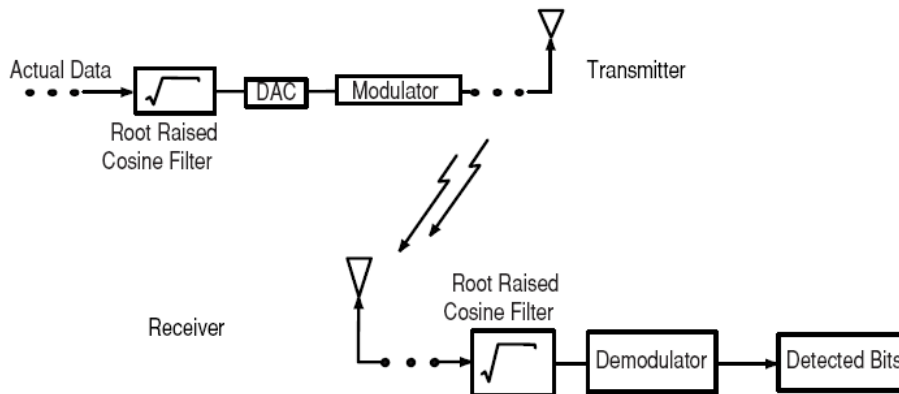 Actual Data
DAC
Modulator
Transmitter
Root Raised
Cosine Filter
Root Raised
Cosine Filter
Receiver
Demodulator
Detected Bits